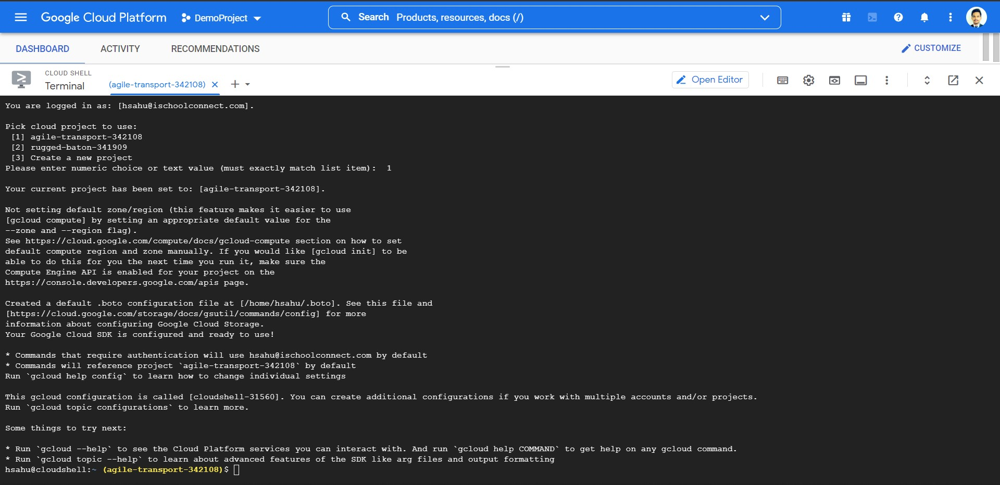 Google Cloud Platform DemoProject Search Products, resources, docs (/)
DASHBOARD ACTIVITY RECOMMENDATIONS CUSTOMIZE
CLOUD SHELL
Terminal (agile-transport-342108) Open Editor
You are logged in as: [hsahu@ischoolconnect.com].
Pick cloud project to use:
[1] agile-transport-342108
[2] rugged-baton-341909
[3] Create a new project
Please enter numeric choice or text value (must exactly match list item):  1
Your current project has been set to: [agile-transport-342108].
Not setting default zone/region (this feature makes it easier to use
[gcloud compute] by setting an appropriate default value for the
--zone and --region flag).
See https://cloud.google.com/compute/docs/gcloud-compute section on how to set
default compute region and zone manually. If you would like [gcloud init] to be
able to do this for you the next time you run it, make sure the
Compute Engine API is enabled for your project on the
https://console.developers.google.com/apis page.
Created a default .boto configuration file at [/home/hsahu/.boto]. See this file and
[https://cloud.google.com/storage/docs/gsutil/commands/config] for more
information about configuring Google Cloud Storage.
Your Google Cloud SDK is configured and ready to use!
* Commands that require authentication will use hsahu@ischoolconnect.com by default
* Commands will reference project `agile-transport-342108` by default
Run `gcloud help config` to learn how to change individual settings
This gcloud configuration is called [cloudshell-31560]. You can create additional configurations if you work with multiple accounts and/or projects.
Run `gcloud topic configurations` to learn more.
Some things to try next:
* Run `gcloud --help` to see the Cloud Platform services you can interact with. And run `gcloud help COMMAND` to get help on any gcloud command.
* Run `gcloud topic --help` to learn about advanced features of the SDK like arg files and output formatting
hsahu@cloudshell:~ (agile-transport-342108)$